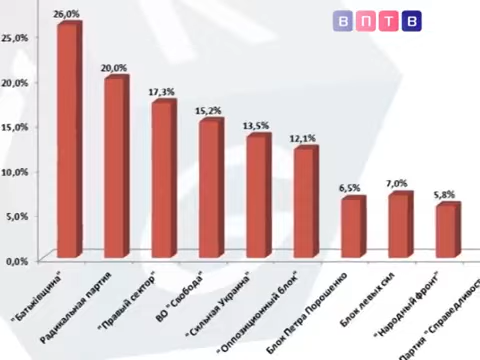 ВПТВ
26,0%
25,0%
20,0%
20,0%
17,3%
15,2%
15,0%
13,5%
12,1%
10,0%
6,5%
7,0%
5,8%
5,0%
0,0%
"Батьківщина"
Радикальная партия
"Правый сектор"
ВО "Свобода"
"Сильная Украина"
"Оппозиционный блок"
Блок Петра Порошенко
Блок левых сил
"Народный фронт"
Партия "Справедливос